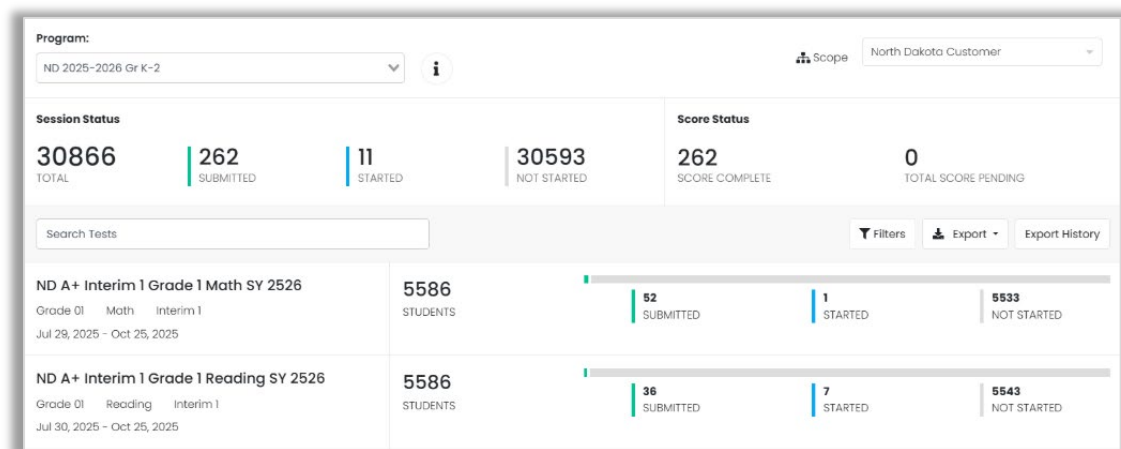 Program:
ND 2025-2026 Gr K-2
i
Scope
North Dakota Customer
Session Status
30866
TOTAL
262
SUBMITTED
11
STARTED
30593
NOT STARTED
Score Status
262
SCORE COMPLETE
0
TOTAL SCORE PENDING
Search Tests
Filters
Export
Export History
ND A+ Interim 1 Grade 1 Math SY 2526
Grade 01 Math Interim 1
Jul 29, 2025 - Oct 25, 2025
5586
STUDENTS
52
SUBMITTED
1
STARTED
5533
NOT STARTED
ND A+ Interim 1 Grade 1 Reading SY 2526
Grade 01 Reading Interim 1
Jul 30, 2025 - Oct 25, 2025
5586
STUDENTS
36
SUBMITTED
7
STARTED
5543
NOT STARTED